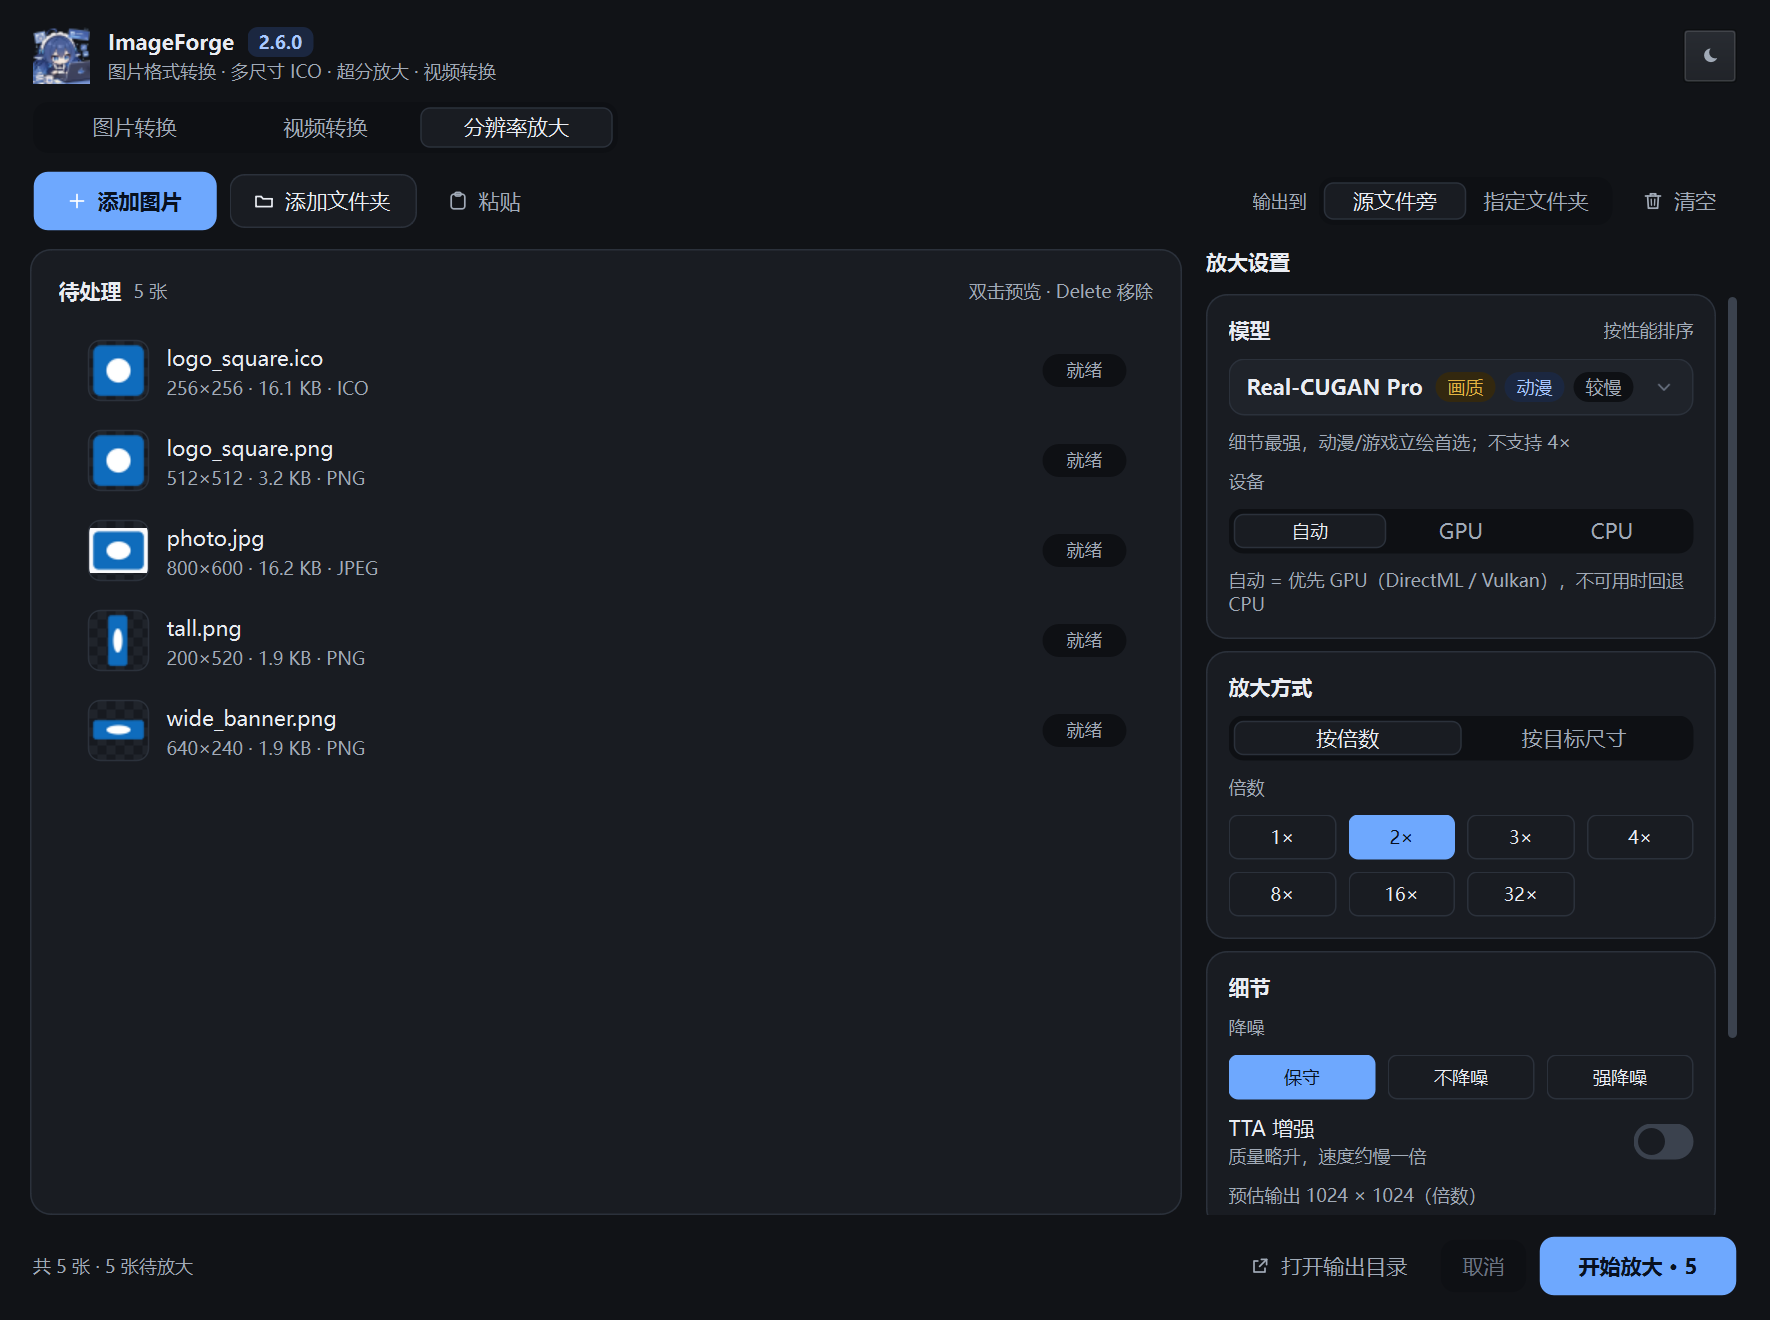 ImageForge 2.6.0
图片格式转换 · 多尺寸 ICO · 超分放大 · 视频转换
图片转换 视频转换 分辨率放大
添加图片 添加文件夹 粘贴 输出到 源文件旁 指定文件夹 清空
待处理 5 张 双击预览 · Delete 移除
logo_square.ico
256×256 · 16.1 KB · ICO
就绪
logo_square.png
512×512 · 3.2 KB · PNG
就绪
photo.jpg
800×600 · 16.2 KB · JPEG
就绪
tall.png
200×520 · 1.9 KB · PNG
就绪
wide_banner.png
640×240 · 1.9 KB · PNG
就绪
放大设置
模型 按性能排序
Real-CUGAN Pro 画质 动漫 较慢
细节最强，动漫/游戏立绘首选；不支持 4×
设备
自动 GPU CPU
自动 = 优先 GPU（DirectML / Vulkan），不可用时回退
CPU
放大方式
按倍数 按目标尺寸
倍数
1× 2× 3× 4×
8× 16× 32×
细节
降噪
保守 不降噪 强降噪
TTA 增强
质量略升，速度约慢一倍
预估输出 1024 × 1024（倍数）
共 5 张 · 5 张待放大 打开输出目录 取消 开始放大 • 5